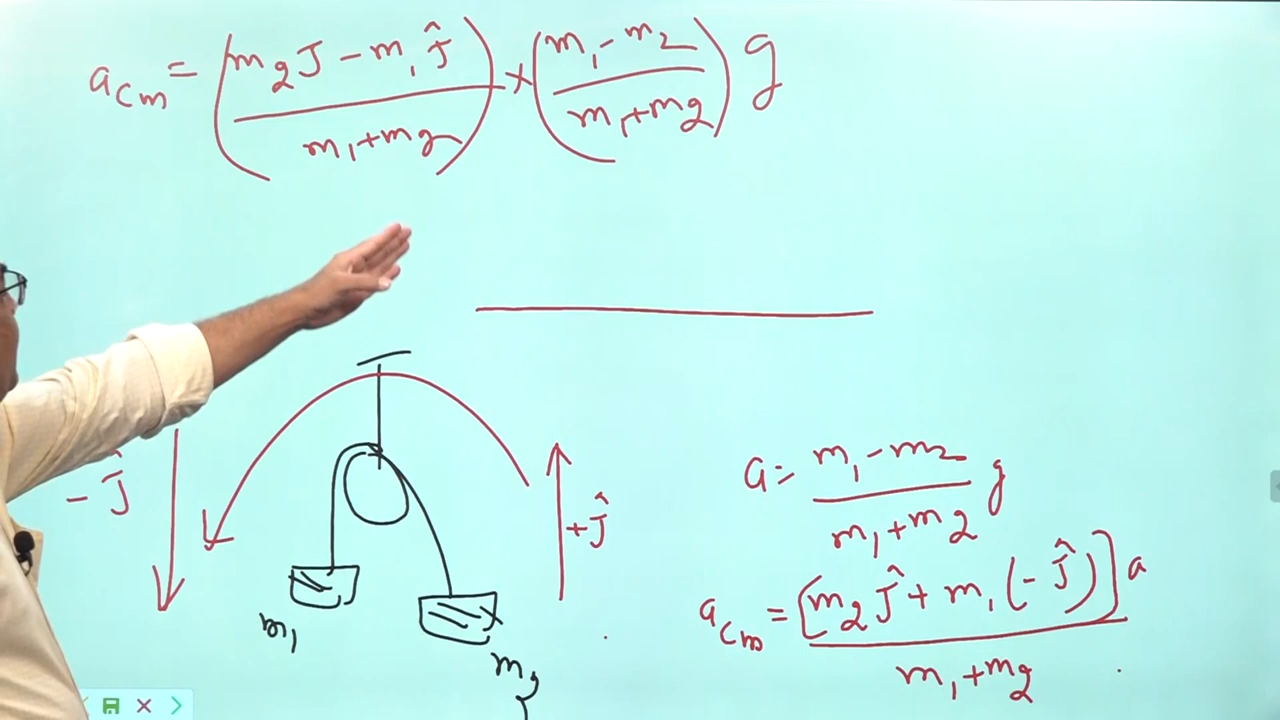 a_cm = (m₂J − m₁Ĵ / m₁+m₂) × (m₁−m₂ / m₁+m₂) g
−Ĵ
+Ĵ
m₁
m₂
a = m₁−m₂ / m₁+m₂ g
a_cm = [m₂Ĵ + m₁(−Ĵ)] a / m₁+m₂